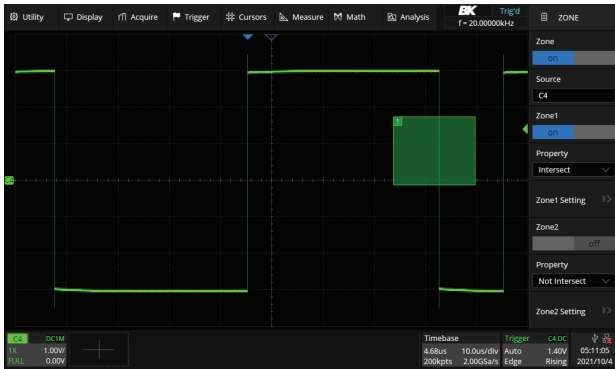 Utility Display Acquire Trigger Cursors Measure Math Analysis
BK Trig'd
f = 20.00000kHz
ZONE
Zone
on
Source
C4
Zone1
on
Property
Intersect
Zone1 Setting
Zone2
off
Property
Not Intersect
Zone2 Setting
1
C4
C4 DC1M
1X 1.00V/
FULL 0.00V
Timebase
4.68us 10.0us/div
200kpts 2.00GSa/s
Trigger C4 DC
Auto 1.40V
Edge Rising
05:11:05
2021/10/4